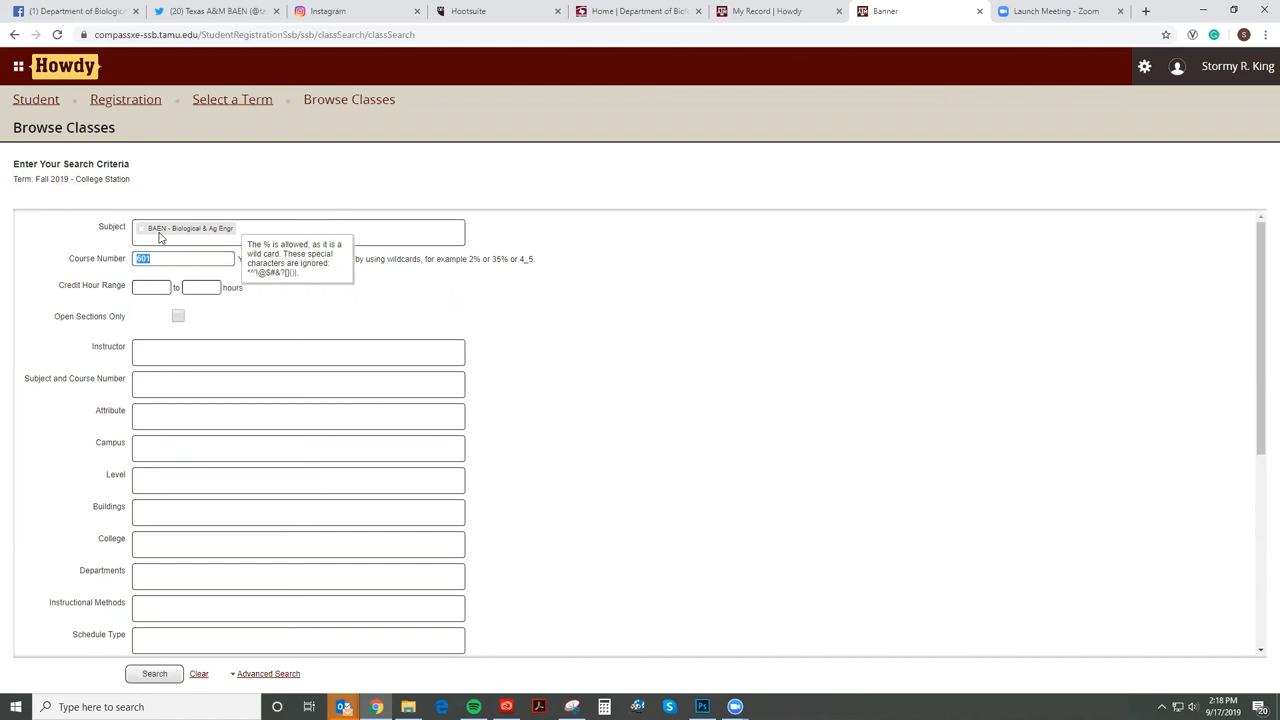 (1) Department of Biologic
(20) Texas A&M BAEN (@ta
Instagram
Hootsuite
Home | Department of Biol
My Record | Howdy
Banner
Launch Meeting - Zoom
compassxe-ssb.tamu.edu/StudentRegistrationSsb/ssb/classSearch/classSearch
S
Howdy
Stormy R. King
Student
Registration
Select a Term
Browse Classes
Browse Classes
Enter Your Search Criteria
Term: Fall 2019 - College Station
Subject
BAEN - Biological & Ag Engr
The % is allowed, as it is a
wild card. These special
characters are ignored:
Course Number
601
by using wildcards, for example 2% or 35% or 4_5.
Credit Hour Range
to
hours
Open Sections Only
Instructor
Subject and Course Number
Attribute
Campus
Level
Buildings
College
Departments
Instructional Methods
Schedule Type
Search
Clear
Advanced Search
Type here to search
2:18 PM
9/17/2019
20